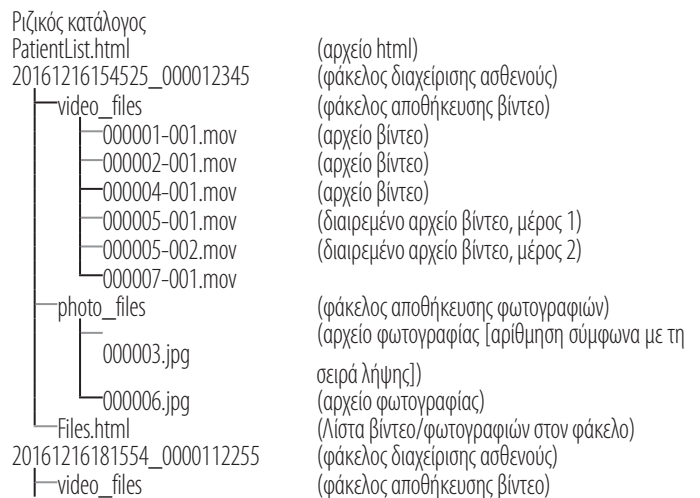 Ριζικός κατάλογος
PatientList.html (αρχείο html)
20161216154525_000012345 (φάκελος διαχείρισης ασθενούς)
video_files (φάκελος αποθήκευσης βίντεο)
000001-001.mov (αρχείο βίντεο)
000002-001.mov (αρχείο βίντεο)
000004-001.mov (αρχείο βίντεο)
000005-001.mov (διαιρεμένο αρχείο βίντεο, μέρος 1)
000005-002.mov (διαιρεμένο αρχείο βίντεο, μέρος 2)
000007-001.mov
photo_files (φάκελος αποθήκευσης φωτογραφιών)
(αρχείο φωτογραφίας [αρίθμηση σύμφωνα με τη
000003.jpg
σειρά λήψης])
000006.jpg (αρχείο φωτογραφίας)
Files.html (Λίστα βίντεο/φωτογραφιών στον φάκελο)
20161216181554_0000112255 (φάκελος διαχείρισης ασθενούς)
video_files (φάκελος αποθήκευσης βίντεο)